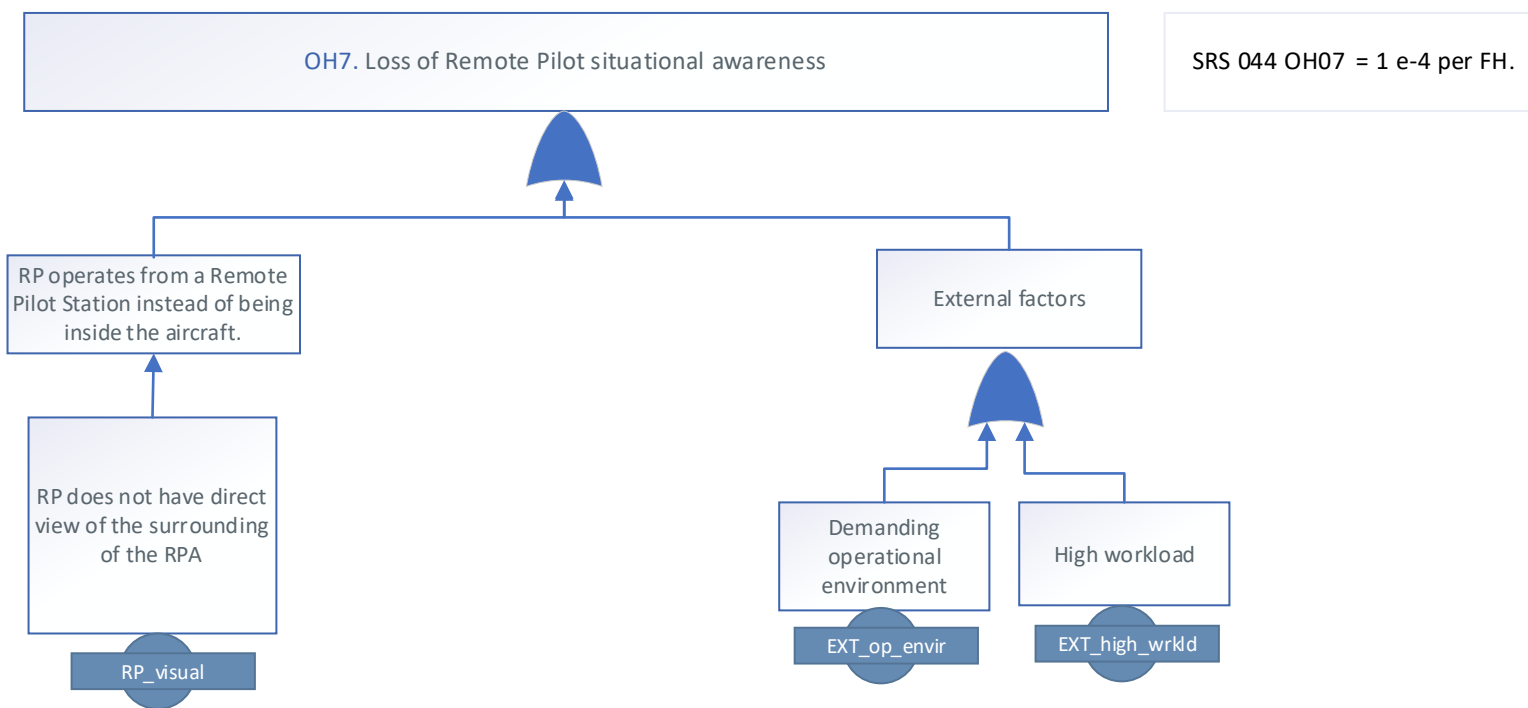 OH7. Loss of Remote Pilot situational awareness
SRS 044 OH07 = 1 e-4 per FH.
RP operates from a Remote
Pilot Station instead of being
inside the aircraft.
External factors
RP does not have direct
view of the surrounding
of the RPA
Demanding
operational
environment
High workload
RP_visual
EXT_op_envir
EXT_high_wrkld